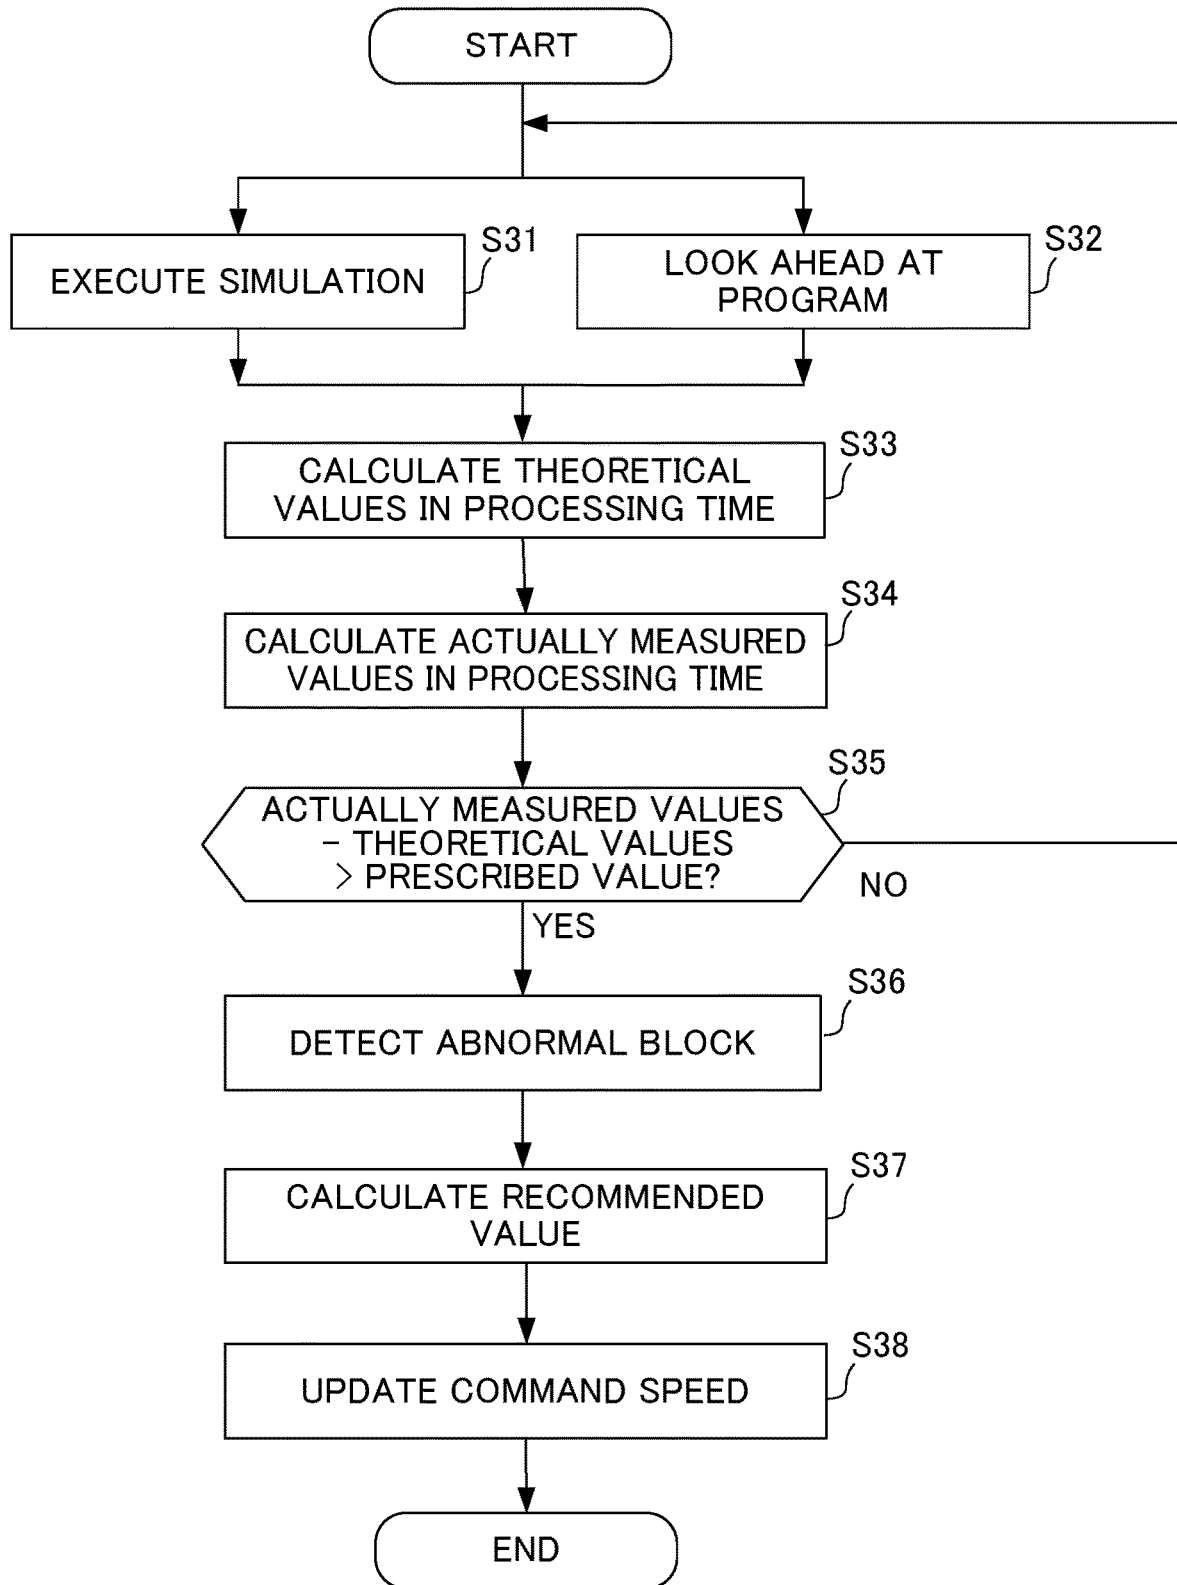 START
EXECUTE SIMULATION
S31
LOOK AHEAD AT
PROGRAM
S32
CALCULATE THEORETICAL
VALUES IN PROCESSING TIME
S33
CALCULATE ACTUALLY MEASURED
VALUES IN PROCESSING TIME
S34
ACTUALLY MEASURED VALUES
- THEORETICAL VALUES
> PRESCRIBED VALUE?
S35
NO
YES
DETECT ABNORMAL BLOCK
S36
CALCULATE RECOMMENDED
VALUE
S37
UPDATE COMMAND SPEED
S38
END